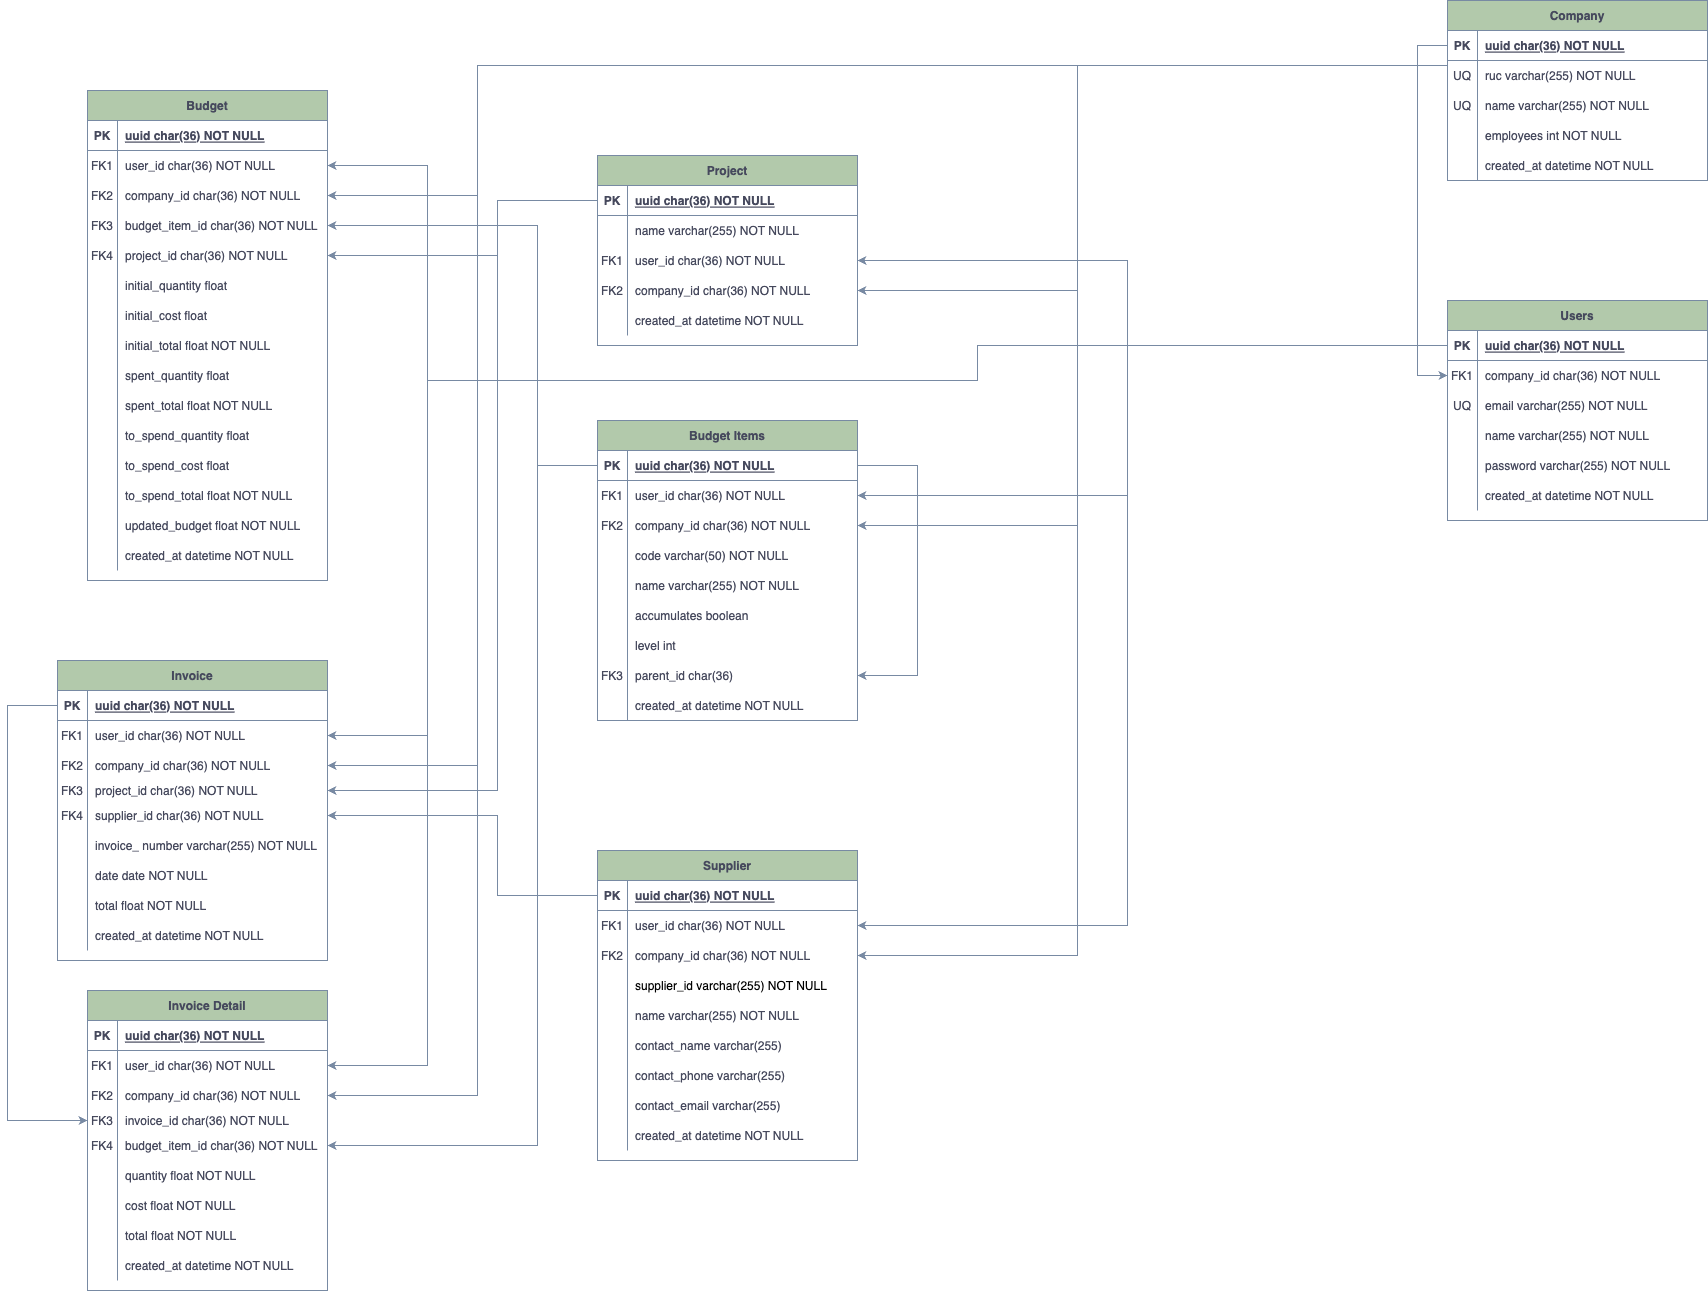 Company
PK uuid char(36) NOT NULL
UQ ruc varchar(255) NOT NULL
UQ name varchar(255) NOT NULL
employees int NOT NULL
created_at datetime NOT NULL
Budget
PK uuid char(36) NOT NULL
FK1 user_id char(36) NOT NULL
FK2 company_id char(36) NOT NULL
FK3 budget_item_id char(36) NOT NULL
FK4 project_id char(36) NOT NULL
initial_quantity float
initial_cost float
initial_total float NOT NULL
spent_quantity float
spent_total float NOT NULL
to_spend_quantity float
to_spend_cost float
to_spend_total float NOT NULL
updated_budget float NOT NULL
created_at datetime NOT NULL
Project
PK uuid char(36) NOT NULL
name varchar(255) NOT NULL
FK1 user_id char(36) NOT NULL
FK2 company_id char(36) NOT NULL
created_at datetime NOT NULL
Users
PK uuid char(36) NOT NULL
FK1 company_id char(36) NOT NULL
UQ email varchar(255) NOT NULL
name varchar(255) NOT NULL
password varchar(255) NOT NULL
created_at datetime NOT NULL
Budget Items
PK uuid char(36) NOT NULL
FK1 user_id char(36) NOT NULL
FK2 company_id char(36) NOT NULL
code varchar(50) NOT NULL
name varchar(255) NOT NULL
accumulates boolean
level int
FK3 parent_id char(36)
created_at datetime NOT NULL
Invoice
PK uuid char(36) NOT NULL
FK1 user_id char(36) NOT NULL
FK2 company_id char(36) NOT NULL
FK3 project_id char(36) NOT NULL
FK4 supplier_id char(36) NOT NULL
invoice_ number varchar(255) NOT NULL
date date NOT NULL
total float NOT NULL
created_at datetime NOT NULL
Supplier
PK uuid char(36) NOT NULL
FK1 user_id char(36) NOT NULL
FK2 company_id char(36) NOT NULL
supplier_id varchar(255) NOT NULL
name varchar(255) NOT NULL
contact_name varchar(255)
contact_phone varchar(255)
contact_email varchar(255)
created_at datetime NOT NULL
Invoice Detail
PK uuid char(36) NOT NULL
FK1 user_id char(36) NOT NULL
FK2 company_id char(36) NOT NULL
FK3 invoice_id char(36) NOT NULL
FK4 budget_item_id char(36) NOT NULL
quantity float NOT NULL
cost float NOT NULL
total float NOT NULL
created_at datetime NOT NULL